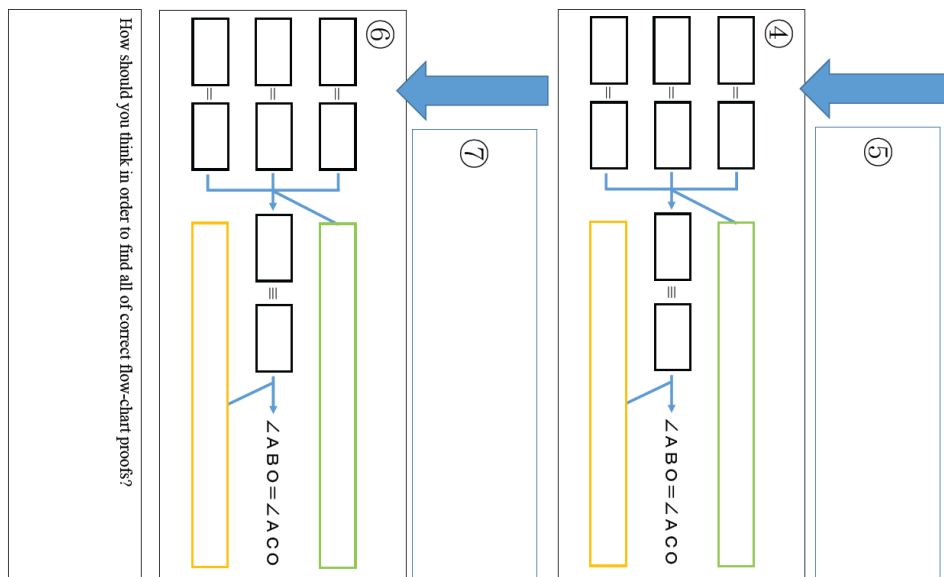 ⑤
④
=
= ≡ ∠ABO=∠ACO
=
⑦
⑥
=
= ≡ ∠ABO=∠ACO
=
How should you think in order to find all of correct flow-chart proofs?